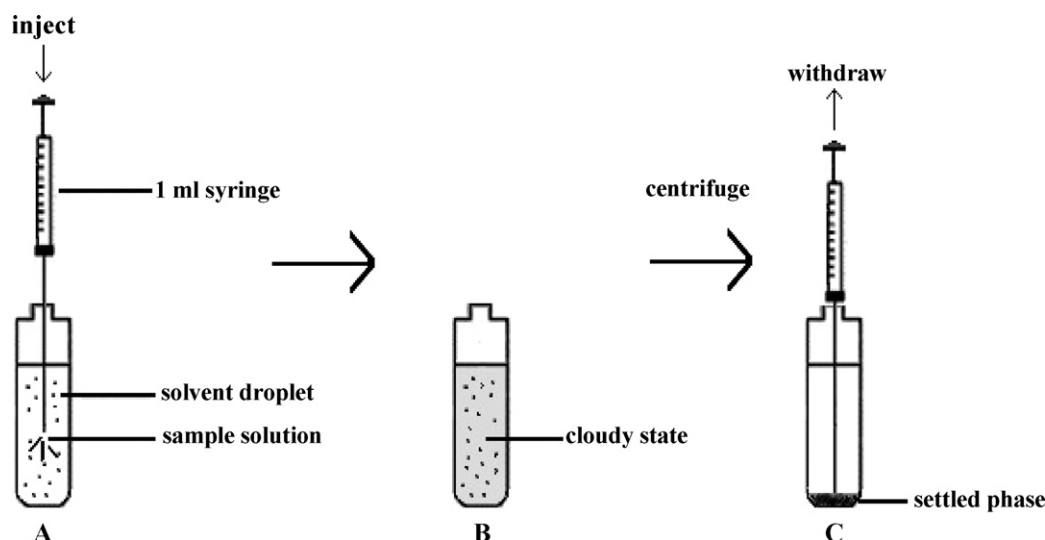 inject
1 ml syringe
solvent droplet
sample solution
A
cloudy state
B
centrifuge
withdraw
settled phase
C